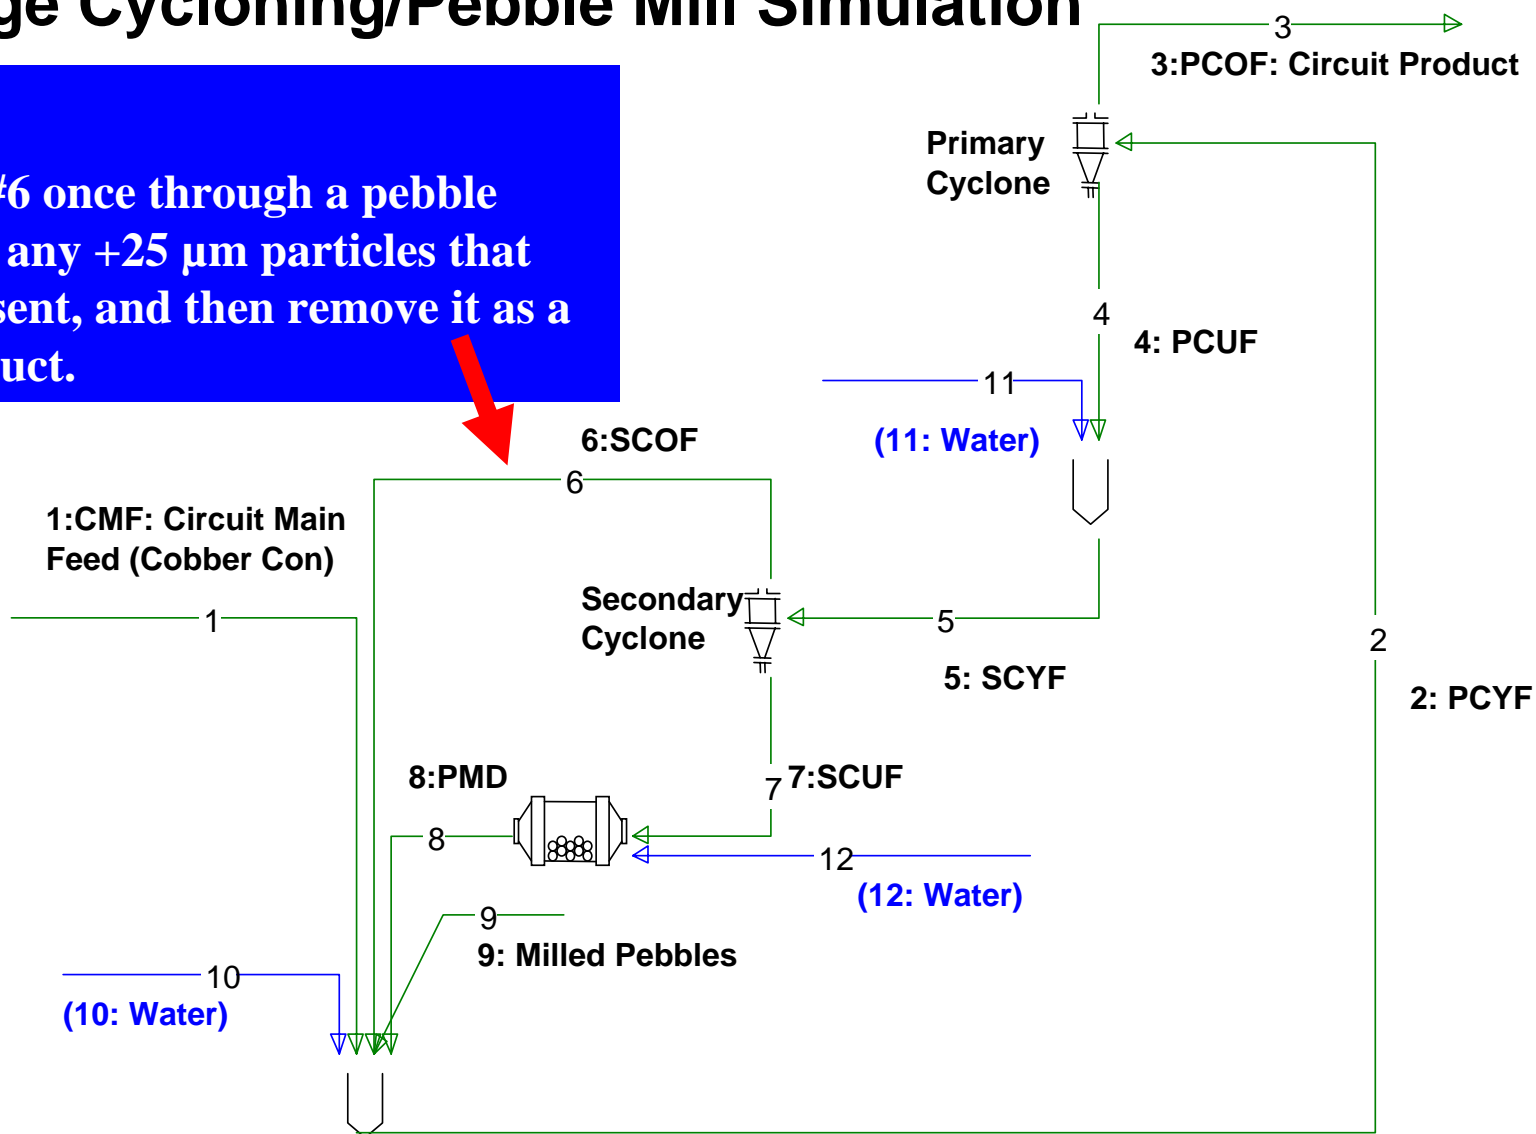 ge Cycloning/Pebble Mill Simulation
3
3:PCOF: Circuit Product
#6 once through a pebble
any +25 µm particles that
sent, and then remove it as a
uct.
Primary
Cyclone
4
4: PCUF
11
(11: Water)
6:SCOF
6
1:CMF: Circuit Main
Feed (Cobber Con)
1
Secondary
Cyclone
5
5: SCYF
2
2: PCYF
8:PMD
7
7:SCUF
8
12
(12: Water)
9
9: Milled Pebbles
10
(10: Water)